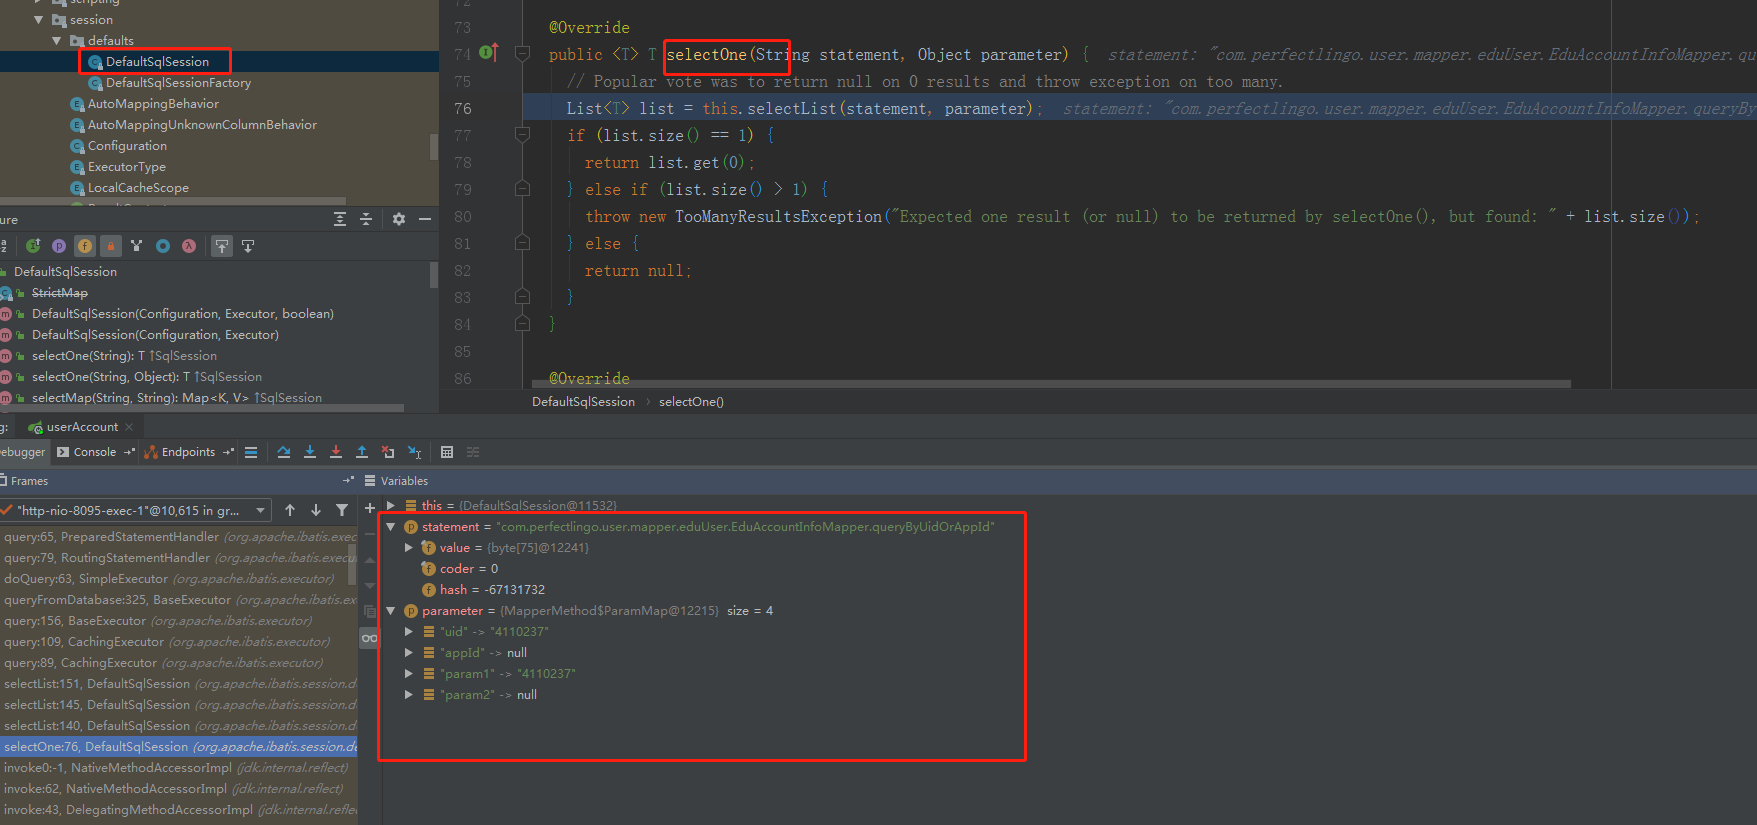 scripting
session
defaults
DefaultSqlSession
DefaultSqlSessionFactory
AutoMappingBehavior
AutoMappingUnknownColumnBehavior
Configuration
ExecutorType
LocalCacheScope
ure
DefaultSqlSession
StrictMap
DefaultSqlSession(Configuration, Executor, boolean)
DefaultSqlSession(Configuration, Executor)
selectOne(String): T ↑SqlSession
selectOne(String, Object): T ↑SqlSession
selectMap(String, String): Map<K, V> ↑SqlSession
72
73 @Override
74 public <T> T selectOne(String statement, Object parameter) { statement: "com.perfectlingo.user.mapper.eduUser.EduAccountInfoMapper.qu
75 // Popular vote was to return null on 0 results and throw exception on too many.
76 List<T> list = this.selectList(statement, parameter); statement: "com.perfectlingo.user.mapper.eduUser.EduAccountInfoMapper.queryBy
77 if (list.size() == 1) {
78 return list.get(0);
79 } else if (list.size() > 1) {
80 throw new TooManyResultsException("Expected one result (or null) to be returned by selectOne(), but found: " + list.size());
81 } else {
82 return null;
83 }
84 }
85
86 @Override
DefaultSqlSession › selectOne()
g: userAccount ×
ebugger Console Endpoints
Frames
"http-nio-8095-exec-1"@10,615 in gr...
query:65, PreparedStatementHandler (org.apache.ibatis.exec
query:79, RoutingStatementHandler (org.apache.ibatis.execu
doQuery:63, SimpleExecutor (org.apache.ibatis.executor)
queryFromDatabase:325, BaseExecutor (org.apache.ibatis.ex
query:156, BaseExecutor (org.apache.ibatis.executor)
query:109, CachingExecutor (org.apache.ibatis.executor)
query:89, CachingExecutor (org.apache.ibatis.executor)
selectList:151, DefaultSqlSession (org.apache.ibatis.session.d
selectList:145, DefaultSqlSession (org.apache.ibatis.session.d
selectList:140, DefaultSqlSession (org.apache.ibatis.session.d
selectOne:76, DefaultSqlSession (org.apache.ibatis.session.de
invoke0:-1, NativeMethodAccessorImpl (jdk.internal.reflect)
invoke:62, NativeMethodAccessorImpl (jdk.internal.reflect)
invoke:43, DelegatingMethodAccessorImpl (jdk.internal.refle
Variables
this = {DefaultSqlSession@11532}
statement = "com.perfectlingo.user.mapper.eduUser.EduAccountInfoMapper.queryByUidOrAppId"
value = {byte[75]@12241}
coder = 0
hash = -67131732
parameter = {MapperMethod$ParamMap@12215} size = 4
"uid" -> "4110237"
"appId" -> null
"param1" -> "4110237"
"param2" -> null